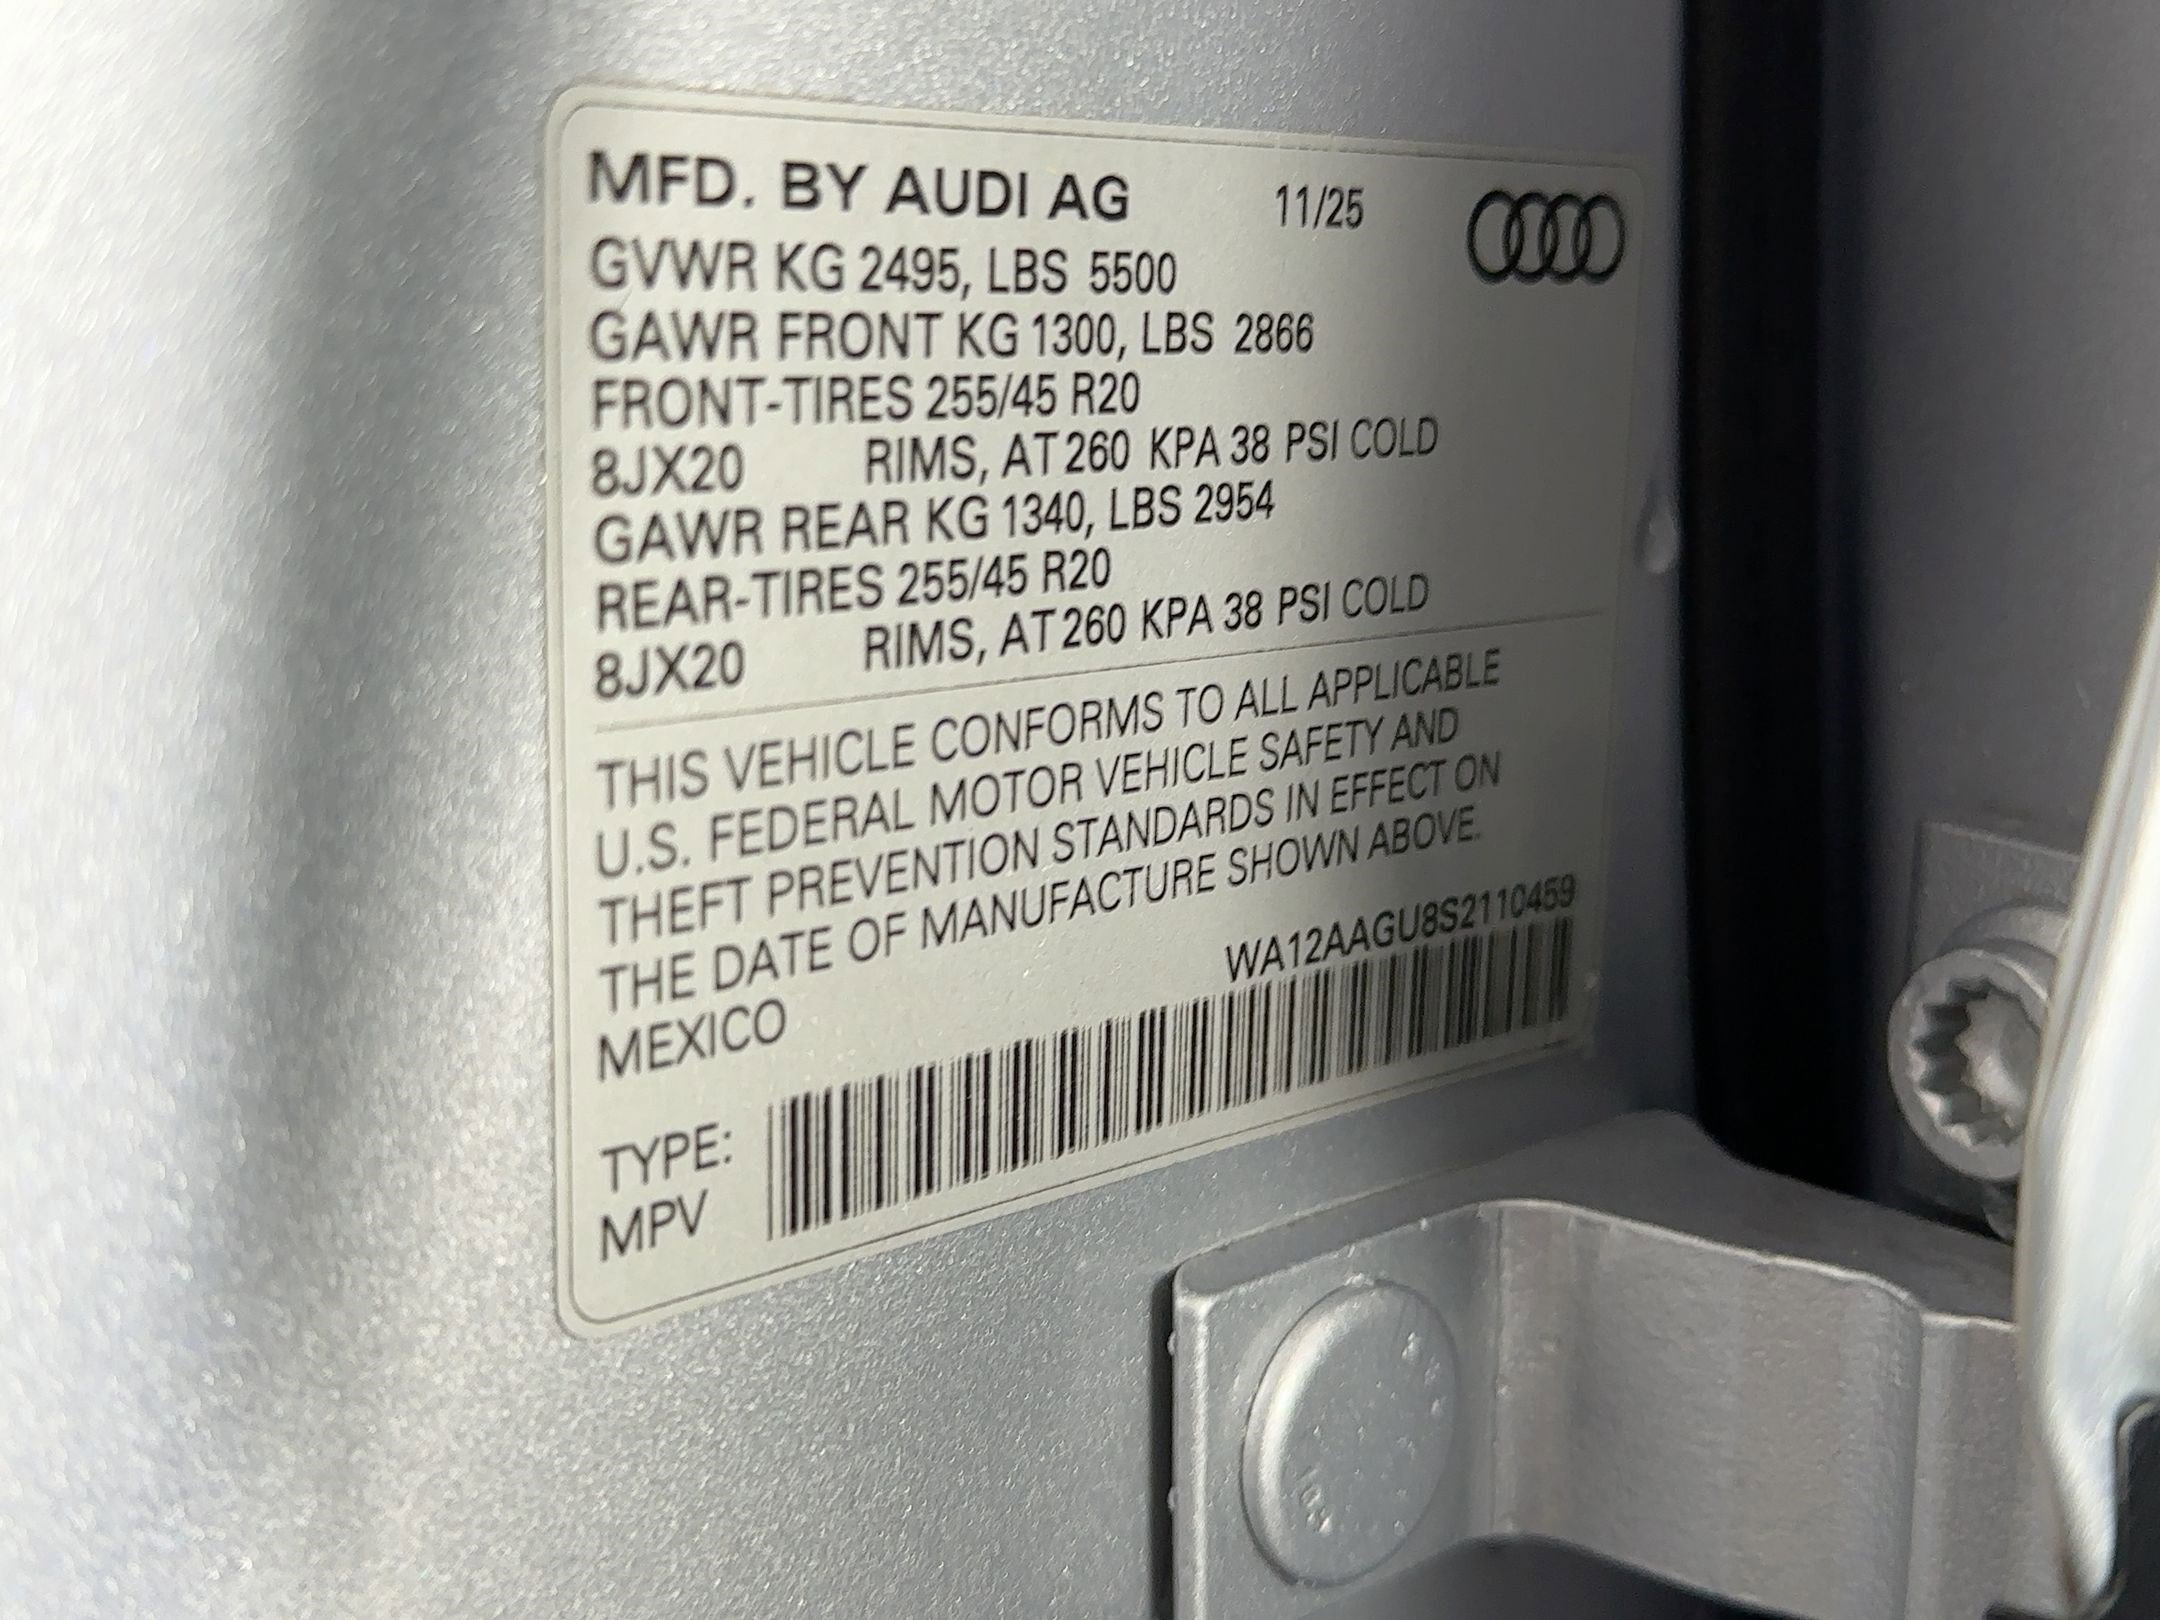 MFD. BY AUDI AG 11/25
GVWR KG 2495, LBS 5500
GAWR FRONT KG 1300, LBS 2866
FRONT-TIRES 255/45 R20
8JX20 RIMS, AT 260 KPA 38 PSI COLD
GAWR REAR KG 1340, LBS 2954
REAR-TIRES 255/45 R20
8JX20 RIMS, AT 260 KPA 38 PSI COLD
THIS VEHICLE CONFORMS TO ALL APPLICABLE
U.S. FEDERAL MOTOR VEHICLE SAFETY AND
THEFT PREVENTION STANDARDS IN EFFECT ON
THE DATE OF MANUFACTURE SHOWN ABOVE.
MEXICO
WA12AAGU8S2110459
TYPE:
MPV